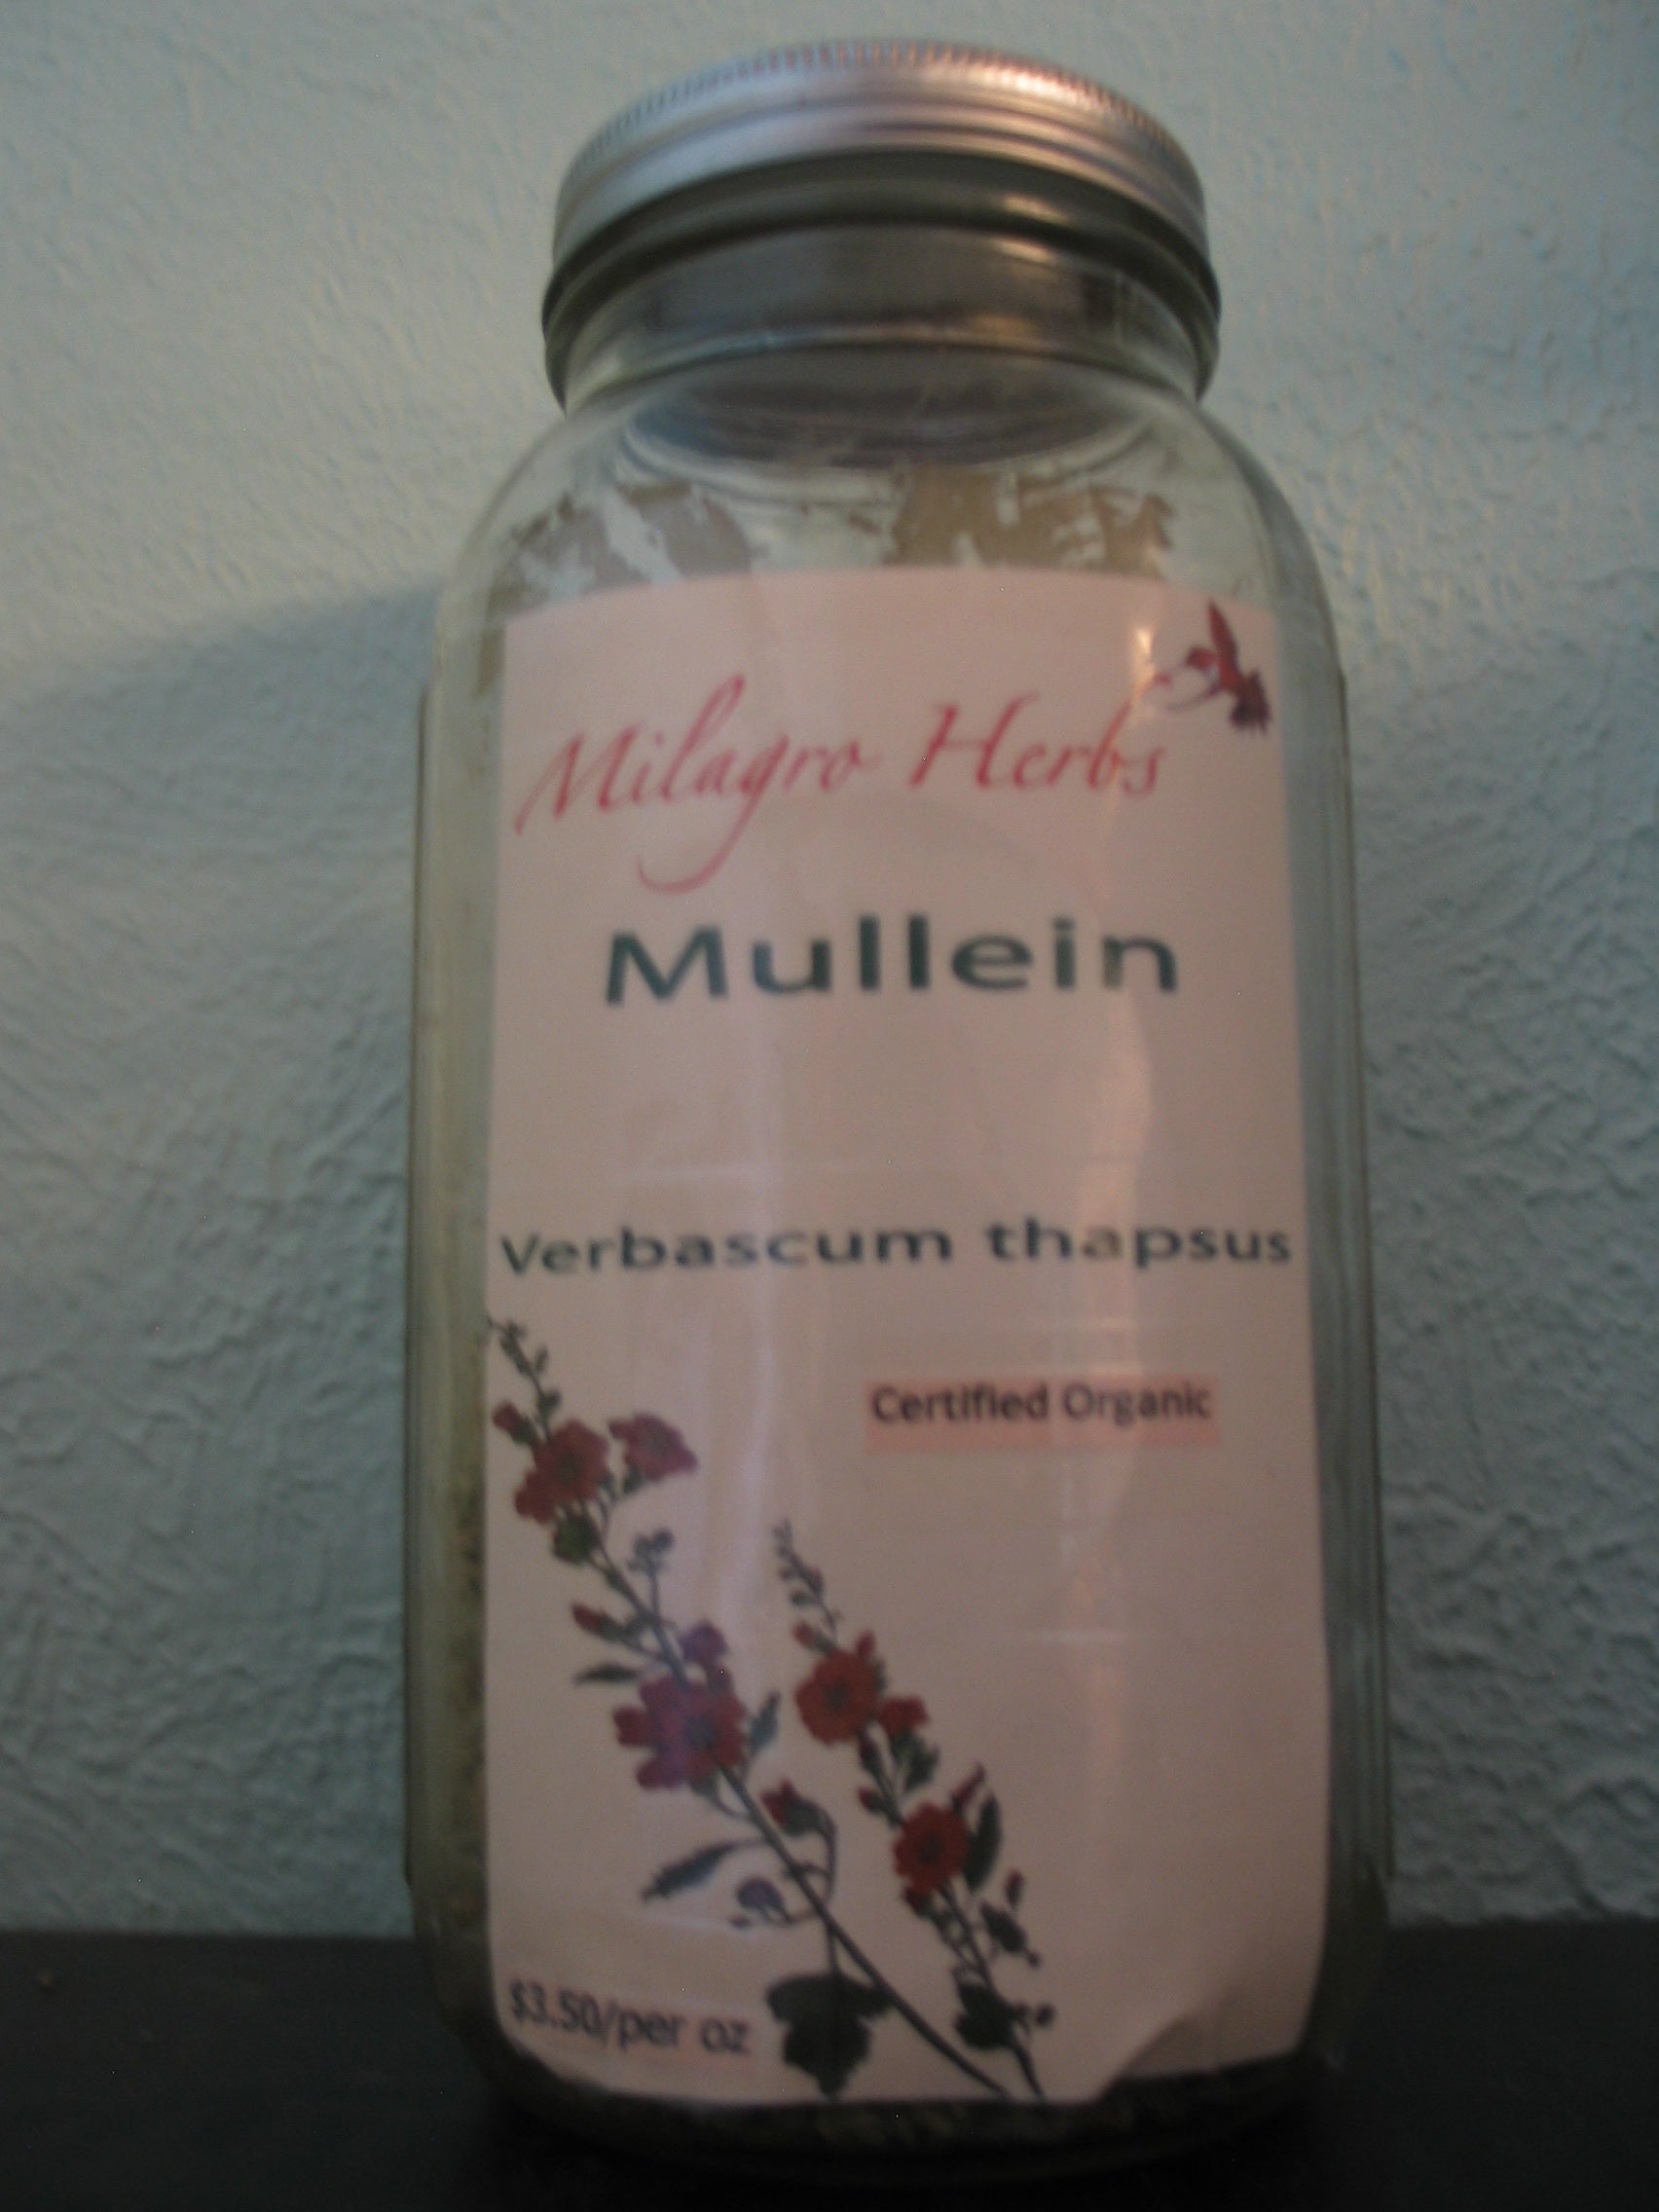 Milagro Herbs
Mullein
Verbascum thapsus
Certified Organic
$3.50/per oz